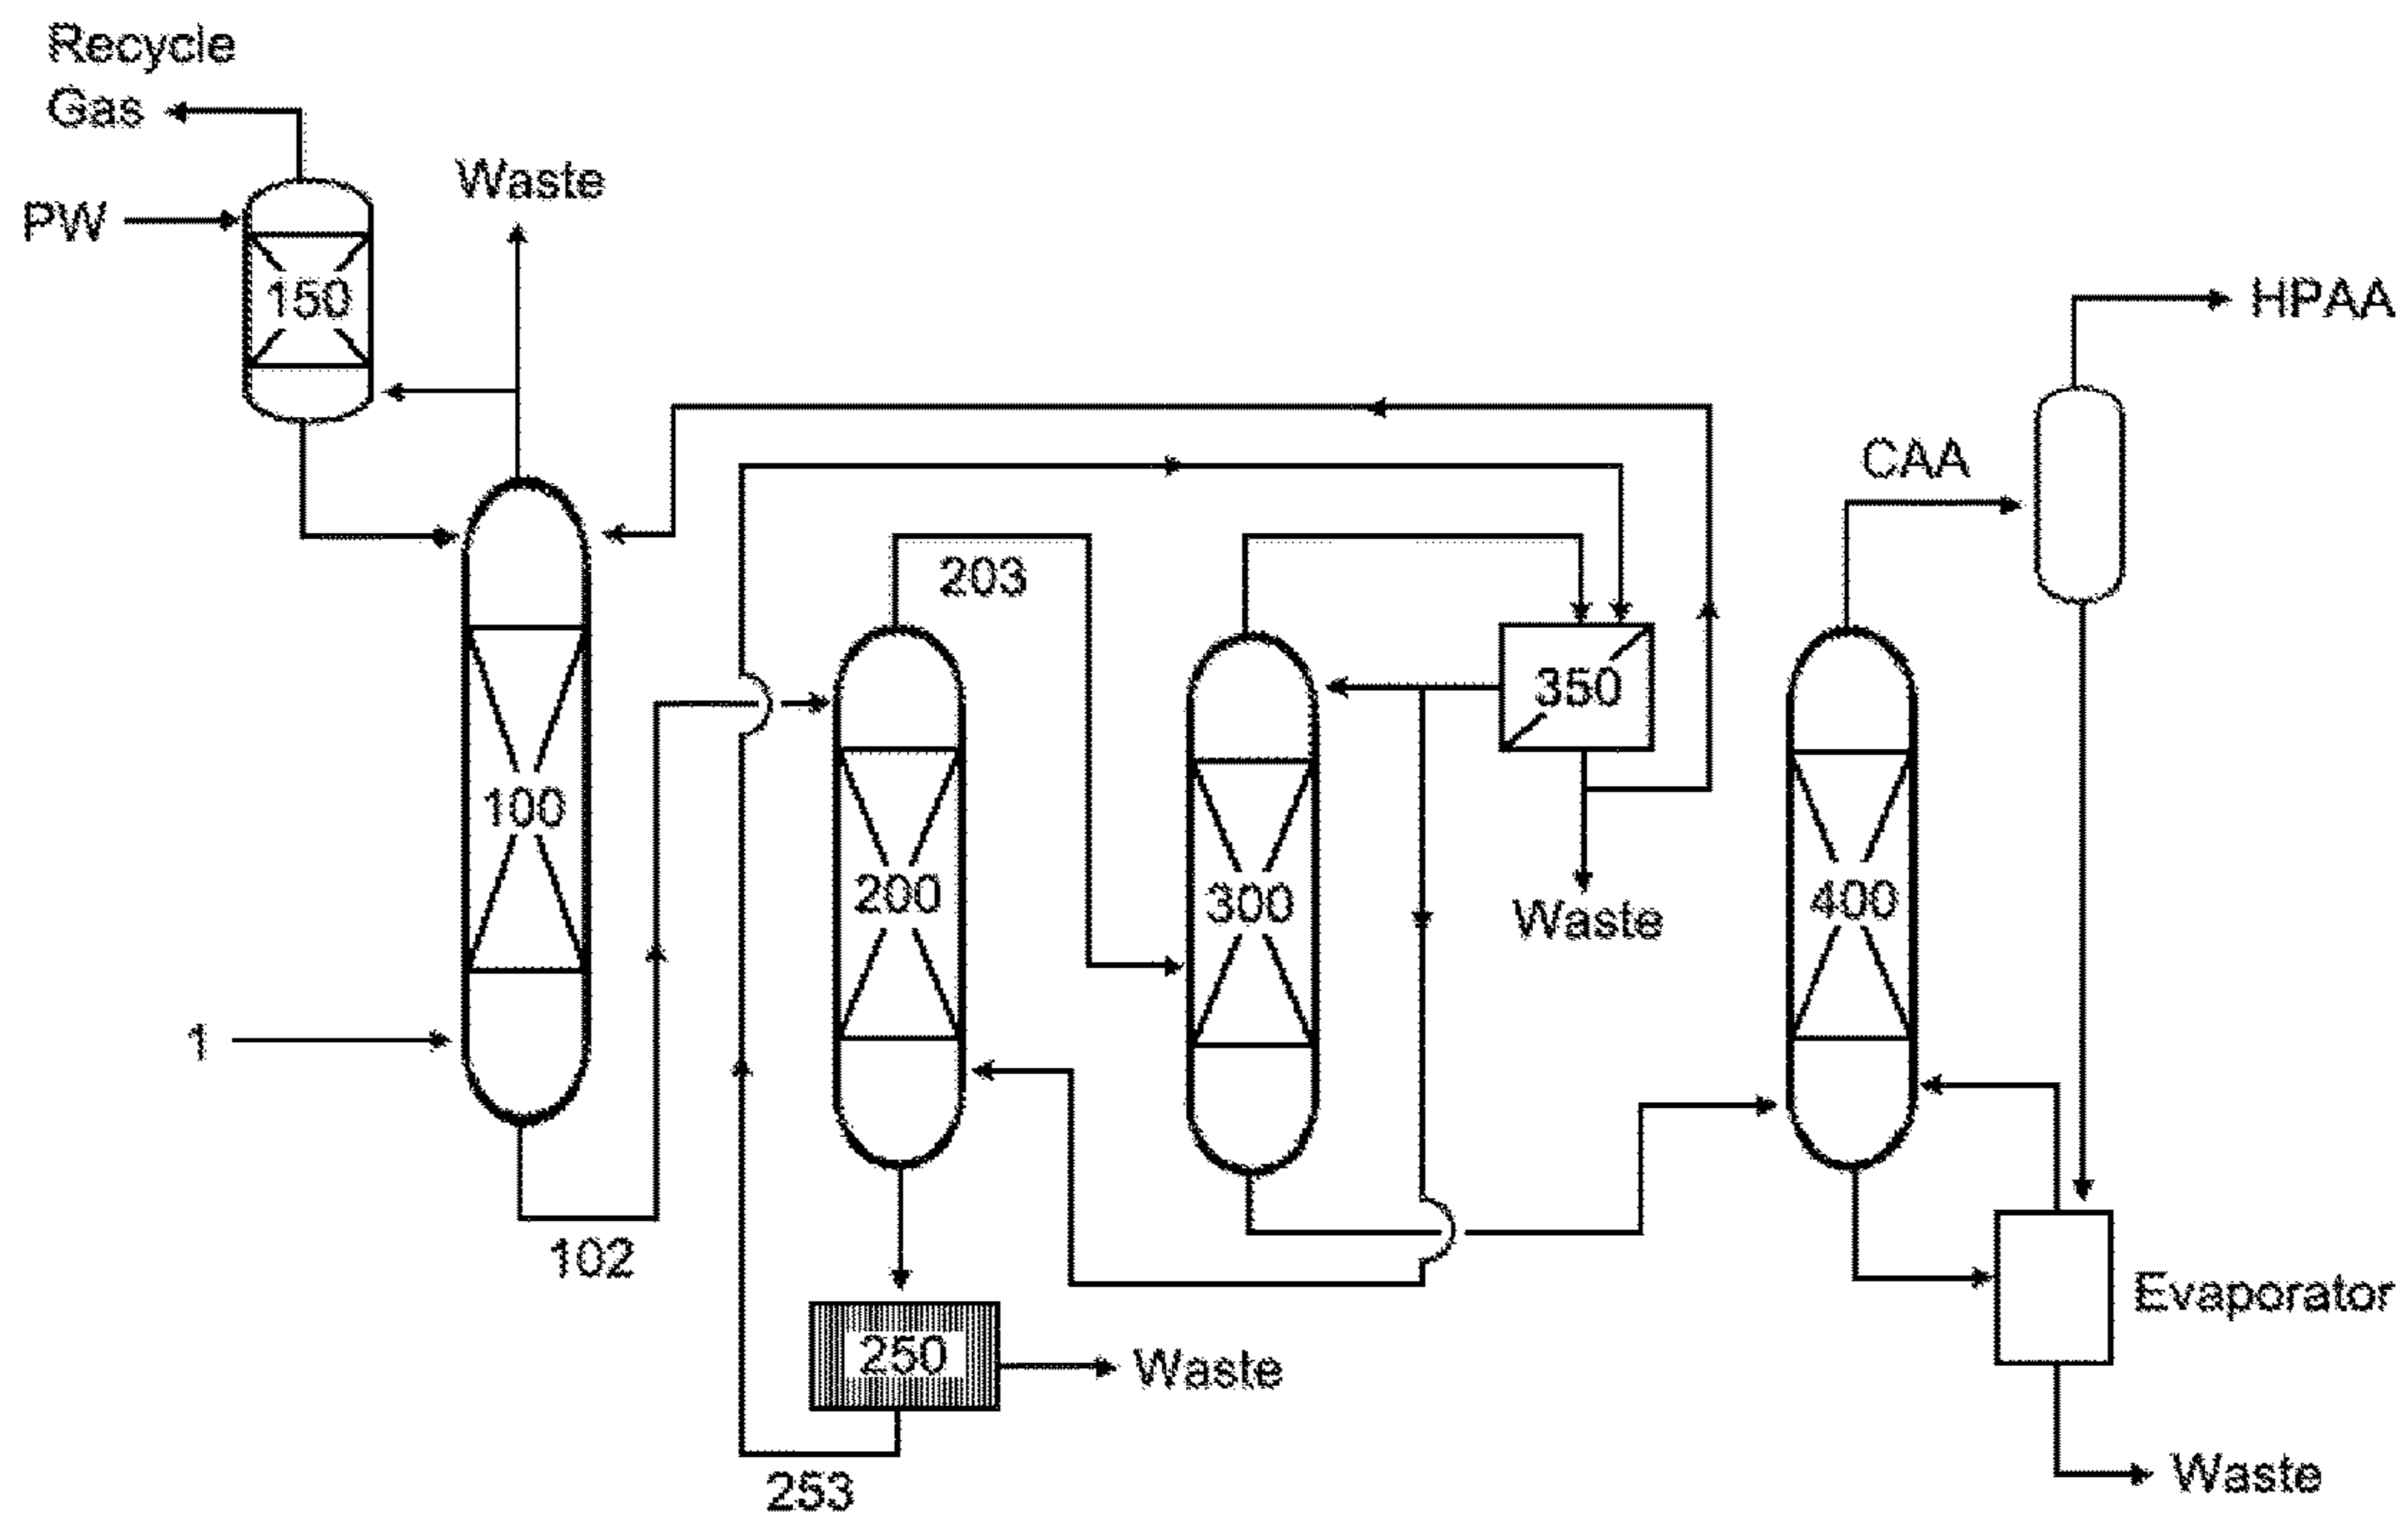 Recycle
Gas
Waste
PW
150
HPAA
CAA
203
350
100
200
300
400
Waste
1
102
Evaporator
250
Waste
253
Waste